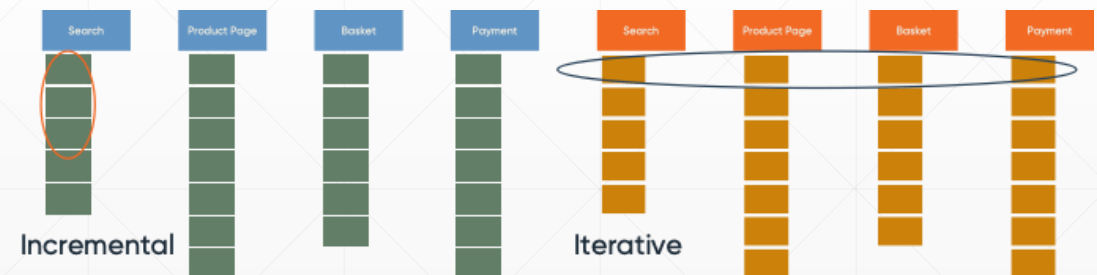 Search
Product Page
Basket
Payment
Search
Product Page
Basket
Payment
Incremental
Iterative